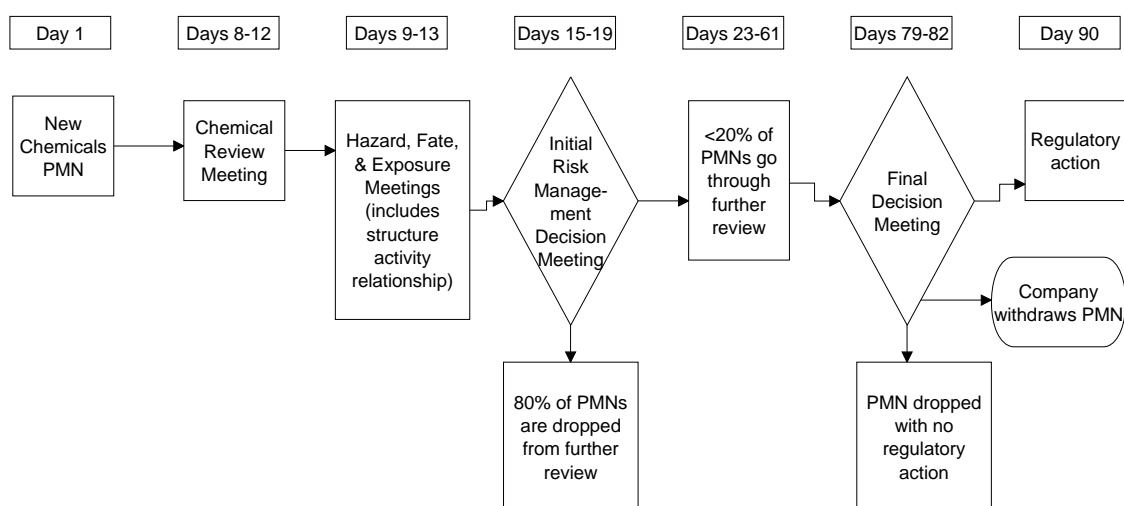 Day 1
Days 8-12
Days 9-13
Days 15-19
Days 23-61
Days 79-82
Day 90
New
Chemicals
PMN
Chemical
Review
Meeting
Hazard, Fate,
& Exposure
Meetings
(includes
structure
activity
relationship)
Initial
Risk
Manage-
ment
Decision
Meeting
<20% of
PMNs go
through
further
review
Final
Decision
Meeting
Regulatory
action
Company
withdraws PMN
80% of PMNs
are dropped
from further
review
PMN dropped
with no
regulatory
action